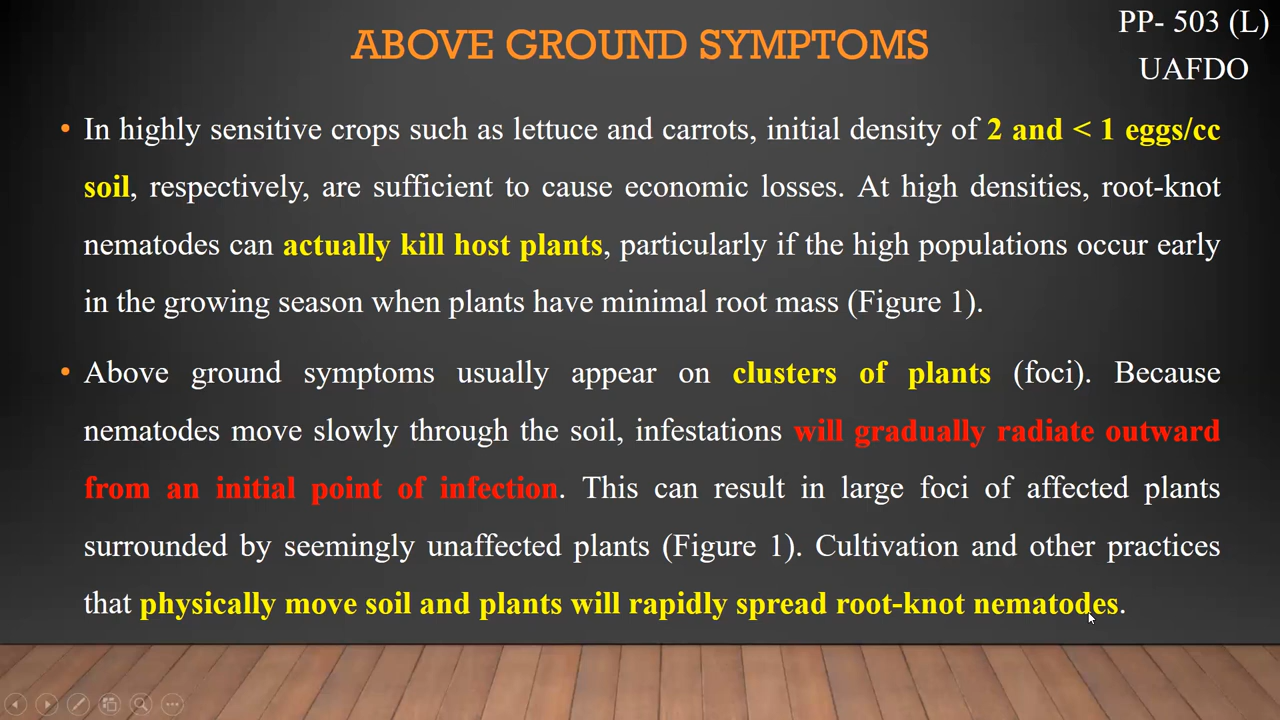 PP- 503 (L)
UAFDO
ABOVE GROUND SYMPTOMS
• In highly sensitive crops such as lettuce and carrots, initial density of 2 and < 1 eggs/cc
soil, respectively, are sufficient to cause economic losses. At high densities, root-knot
nematodes can actually kill host plants, particularly if the high populations occur early
in the growing season when plants have minimal root mass (Figure 1).
• Above ground symptoms usually appear on clusters of plants (foci). Because
nematodes move slowly through the soil, infestations will gradually radiate outward
from an initial point of infection. This can result in large foci of affected plants
surrounded by seemingly unaffected plants (Figure 1). Cultivation and other practices
that physically move soil and plants will rapidly spread root-knot nematodes.